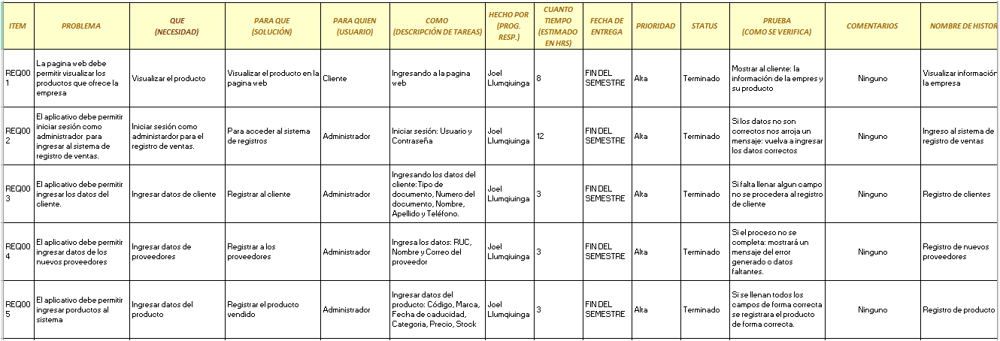 ITEM
PROBLEMA
QUE
(NECESIDAD)
PARA QUE
(SOLUCIÓN)
PARA QUIEN
(USUARIO)
COMO
(DESCRIPCIÓN DE TAREAS)
HECHO POR
(PROG.
RESP.)
CUANTO
TIEMPO
(ESTIMADO
EN HRS)
FECHA DE
ENTREGA
PRIORIDAD
STATUS
PRUEBA
(COMO SE VERIFICA)
COMENTARIOS
NOMBRE DE HISTOR
REQ00
1
La pagina web debe
permitir visualizar los
productos que ofrece la
empresa
Visualizar el producto
Visualizar el producto en la
pagina web
Cliente
Ingresando a la pagina
web
Joel
Llumqiuinga
8
FIN DEL
SEMESTRE
Alta
Terminado
Mostrar al cliente: la
información de la empres y
su producto
Ninguno
Visualizar información
la empresa
REQ00
2
El aplicativo debe permitir
iniciar sesión como
administrador para
ingresar al sistema de
registro de ventas.
Iniciar sesión como
administardor para el
registro de ventas.
Para acceder al sistema
de registros
Administrador
Iniciar sesión: Usuario y
Contraseña
Joel
Llumqiuinga
12
FIN DEL
SEMESTRE
Alta
Terminado
Si los datos no son
correctos nos arroja un
mensaje: vuelva a ingresar
los datos correctos
Ninguno
Ingreso al sistema de
registro de ventas
REQ00
3
El aplicativo debe permitir
ingresar los datos del
cliente.
Ingresar datos de cliente
Registrar al cliente
Administrador
Ingresando los datos del
cliente: Tipo de
documento, Numero del
documento, Nombre,
Apellido y Teléfono.
Joel
Llumqiuinga
3
FIN DEL
SEMESTRE
Alta
Terminado
Si falta llenar algun campo
no se procedera al registro
de cliente
Ninguno
Registro de clientes
REQ00
4
El aplicativo debe permitir
ingresar datos de los
nuevos proveedores
Ingresar datos de
proveedores
Registrar a los
proveedores
Administrador
Ingresa los datos: RUC,
Nombre y Correo del
proveedor
Joel
Llumqiuinga
3
FIN DEL
SEMESTRE
Alta
Terminado
Si el proceso no se
completa: mostrará un
mensaje del error
generado o datos
faltantes.
Ninguno
Registro de nuevos
proveedores
REQ00
5
El aplicativo debe permitir
ingresar porductos al
sistema
Ingresar datos del
producto
Registrar el producto
vendido
Administrador
Ingresar datos del
producto: Código, Marca,
Fecha de caducidad,
Categoria, Precio, Stock
Joel
Llumqiuinga
3
FIN DEL
SEMESTRE
Alta
Terminado
Si se llenan todos los
campos de forma correcta
se registrara el producto
de forma correcta.
Ninguno
Registro de producto